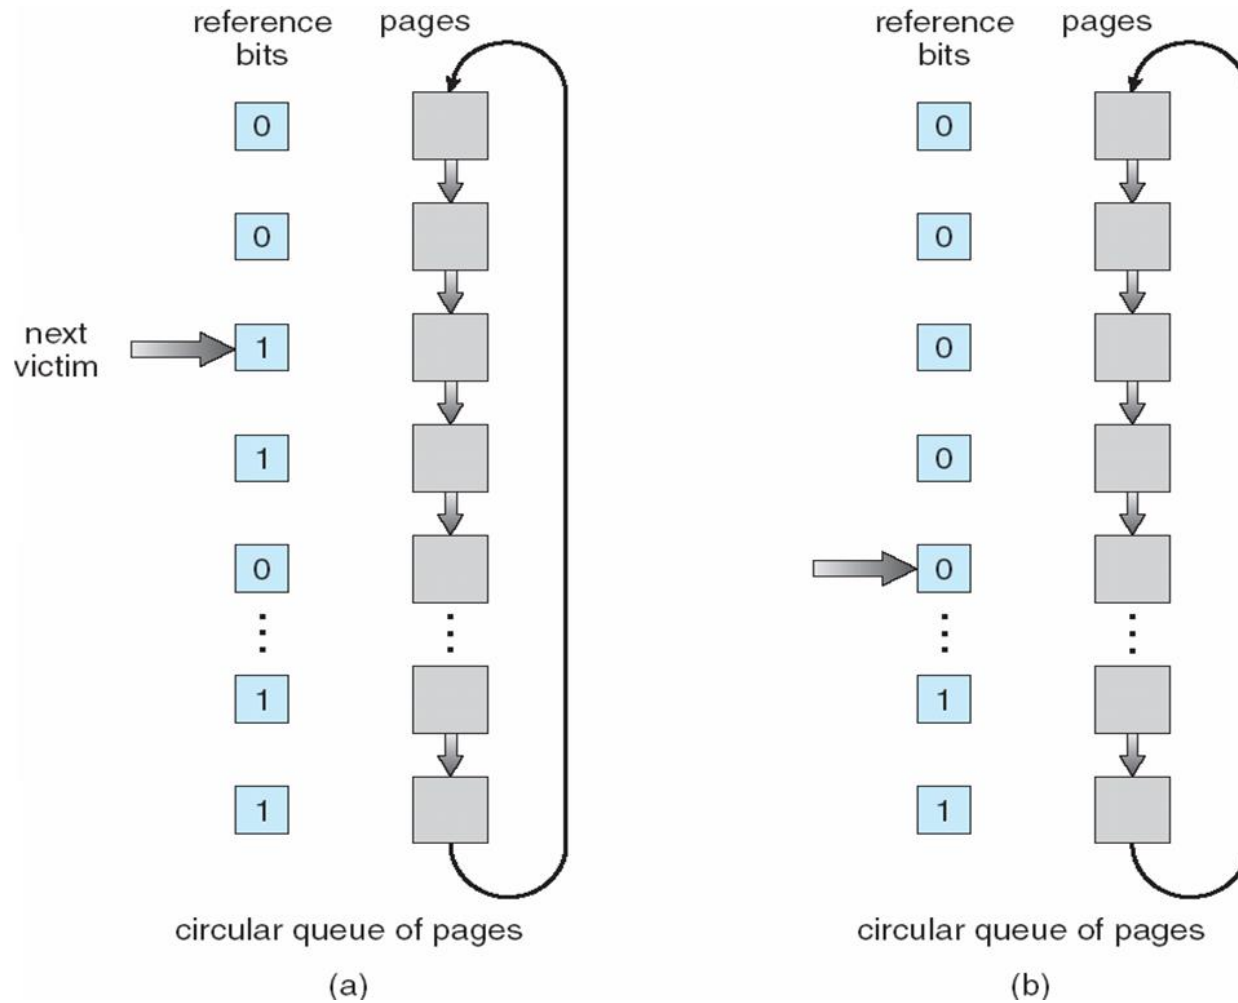 reference bits
pages
0
0
next victim
1
1
0
1
1
circular queue of pages
(a)
reference bits
pages
0
0
0
0
0
1
1
circular queue of pages
(b)